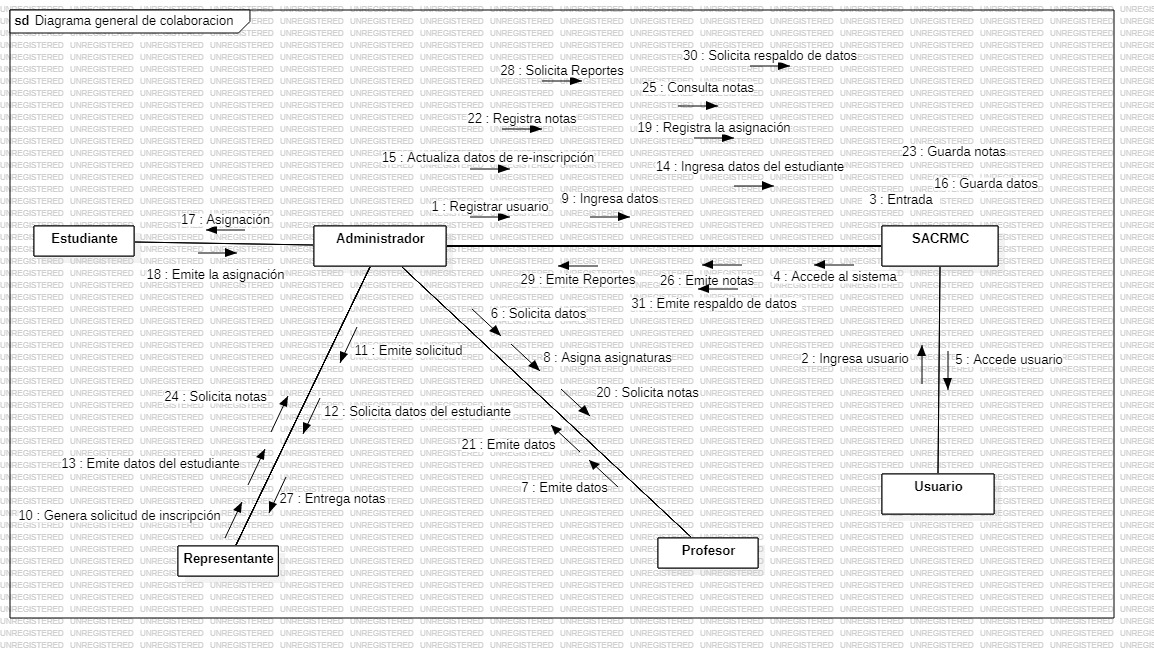 sd Diagrama general de colaboracion
30 : Solicita respaldo de datos
28 : Solicita Reportes
25 : Consulta notas
22 : Registra notas
19 : Registra la asignación
23 : Guarda notas
15 : Actualiza datos de re-inscripción
14 : Ingresa datos del estudiante
16 : Guarda datos
9 : Ingresa datos
3 : Entrada
1 : Registrar usuario
17 : Asignación
Estudiante
Administrador
SACRMC
18 : Emite la asignación
29 : Emite Reportes
26 : Emite notas
4 : Accede al sistema
31 : Emite respaldo de datos
6 : Solicita datos
11 : Emite solicitud
8 : Asigna asignaturas
2 : Ingresa usuario
5 : Accede usuario
24 : Solicita notas
20 : Solicita notas
12 : Solicita datos del estudiante
21 : Emite datos
13 : Emite datos del estudiante
7 : Emite datos
Usuario
27 : Entrega notas
10 : Genera solicitud de inscripción
Representante
Profesor
UNREGISTERED